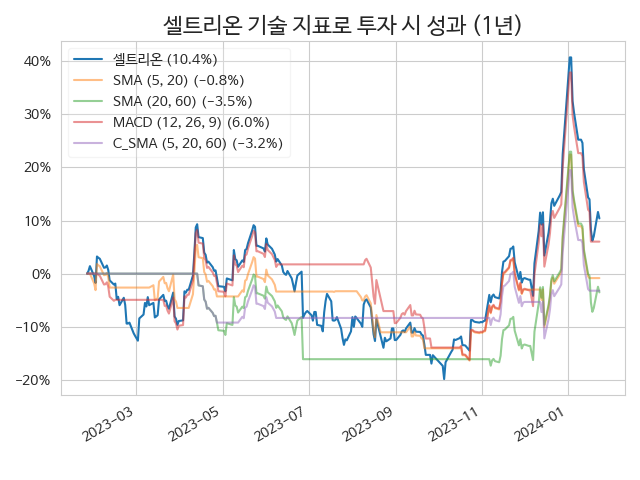 셀트리온 기술 지표로 투자 시 성과 (1년)
셀트리온 (10.4%)
SMA (5, 20) (−0.8%)
SMA (20, 60) (−3.5%)
MACD (12, 26, 9) (6.0%)
C_SMA (5, 20, 60) (−3.2%)
40%
30%
20%
10%
0%
−10%
−20%
2023−03
2023−05
2023−07
2023−09
2023−11
2024−01